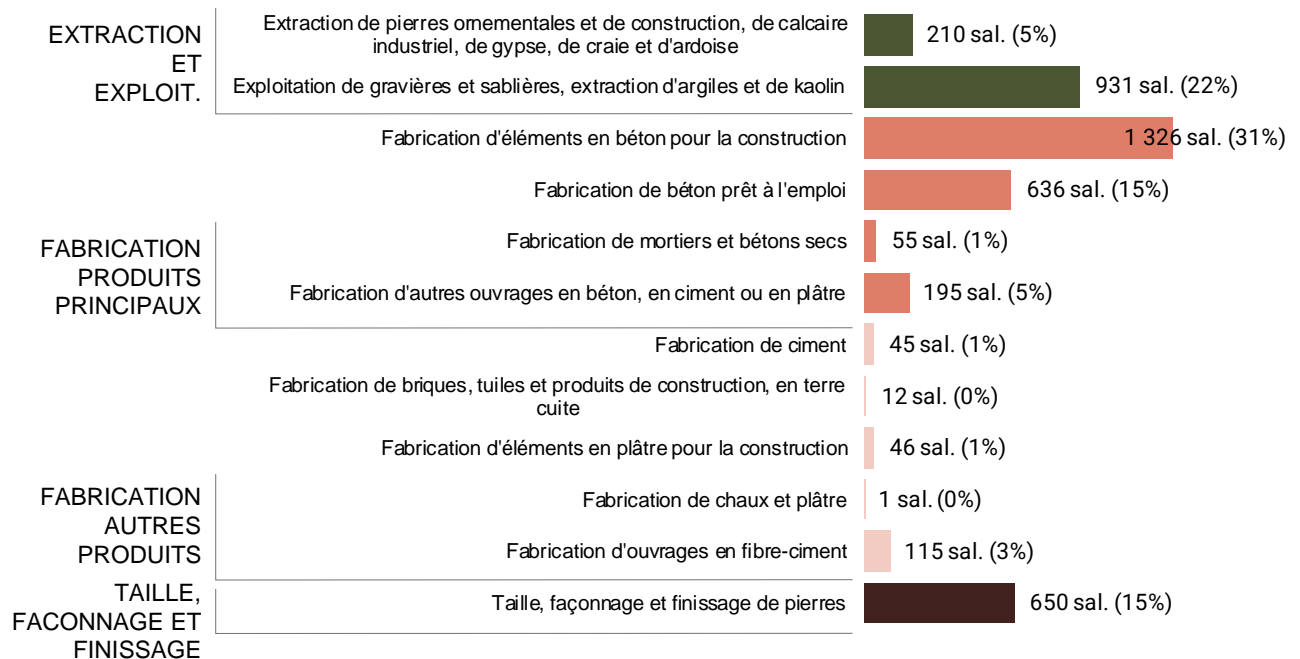 EXTRACTION
ET
EXPLOIT.
Extraction de pierres ornementales et de construction, de calcaire
industriel, de gypse, de craie et d'ardoise
210 sal. (5%)
Exploitation de gravières et sablières, extraction d'argiles et de kaolin
931 sal. (22%)
Fabrication d'éléments en béton pour la construction
1 326 sal. (31%)
Fabrication de béton prêt à l'emploi
636 sal. (15%)
FABRICATION
PRODUITS
PRINCIPAUX
Fabrication de mortiers et bétons secs
55 sal. (1%)
Fabrication d'autres ouvrages en béton, en ciment ou en plâtre
195 sal. (5%)
Fabrication de ciment
45 sal. (1%)
Fabrication de briques, tuiles et produits de construction, en terre
cuite
12 sal. (0%)
Fabrication d'éléments en plâtre pour la construction
46 sal. (1%)
FABRICATION
AUTRES
PRODUITS
Fabrication de chaux et plâtre
1 sal. (0%)
Fabrication d'ouvrages en fibre-ciment
115 sal. (3%)
TAILLE,
FACONNAGE ET
FINISSAGE
Taille, façonnage et finissage de pierres
650 sal. (15%)